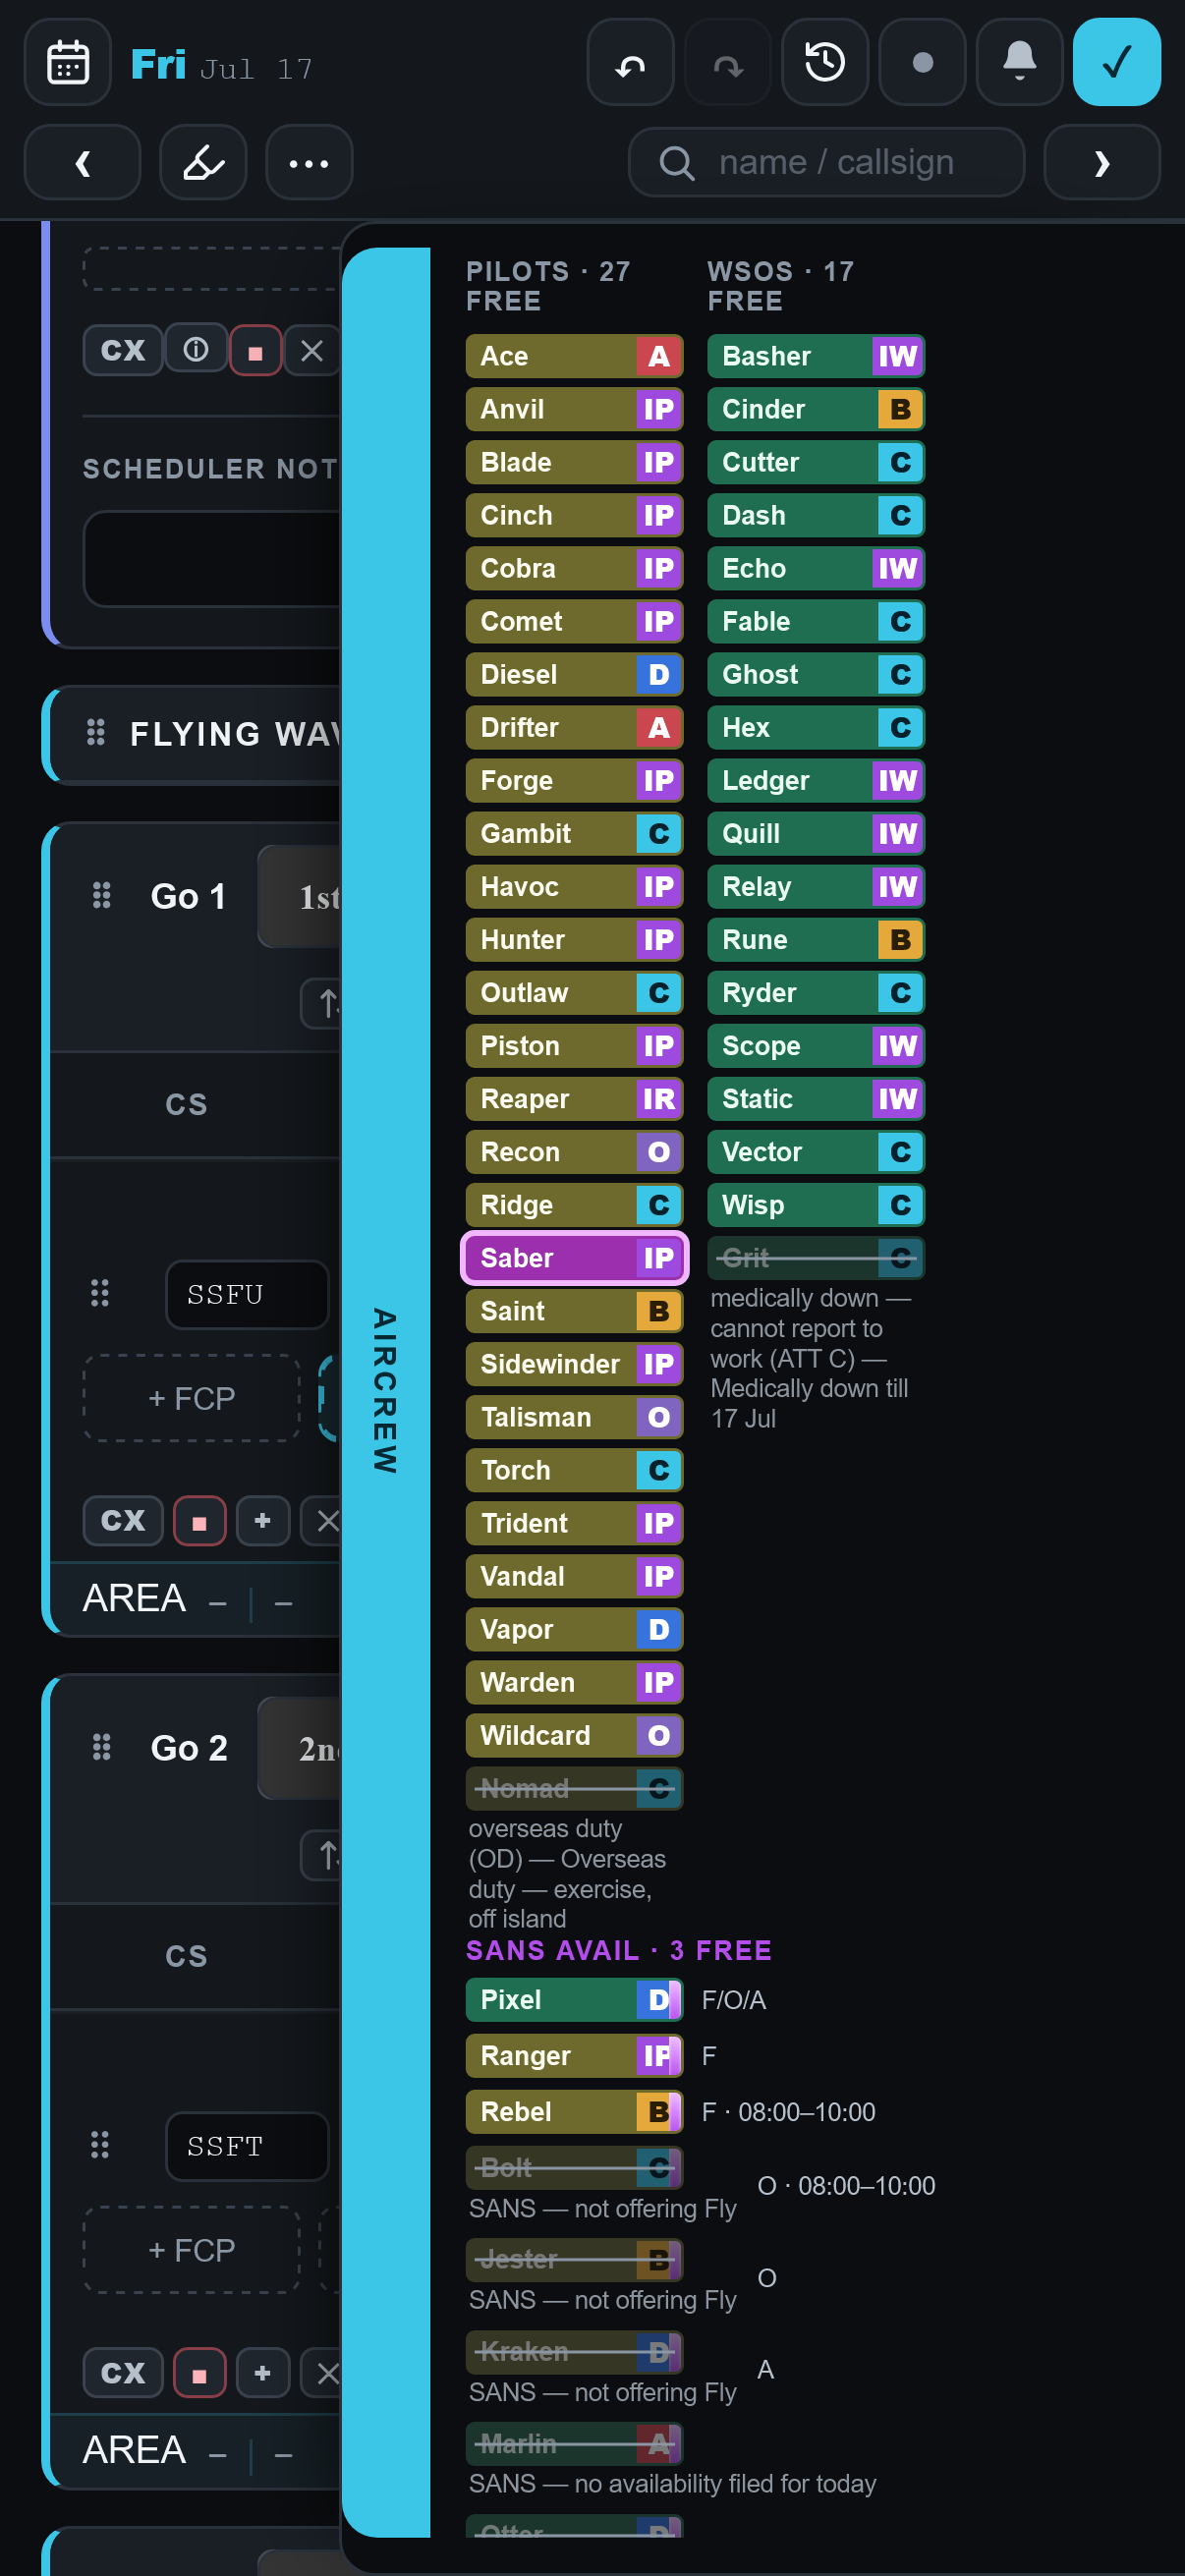 Fri Jul 17
name / callsign
CX
SCHEDULER NOT
FLYING WAV
Go 1 1st
CS
SSFU
+ FCP
CX
AREA – | –
Go 2 2nd
CS
SSFT
+ FCP
CX
AREA – | –
AIRCREW
PILOTS · 27
FREE
Ace A
Anvil IP
Blade IP
Cinch IP
Cobra IP
Comet IP
Diesel D
Drifter A
Forge IP
Gambit C
Havoc IP
Hunter IP
Outlaw C
Piston IP
Reaper IR
Recon O
Ridge C
Saber IP
Saint B
Sidewinder IP
Talisman O
Torch C
Trident IP
Vandal IP
Vapor D
Warden IP
Wildcard O
Nomad C
overseas duty
(OD) — Overseas
duty — exercise,
off island
WSOS · 17
FREE
Basher IW
Cinder B
Cutter C
Dash C
Echo IW
Fable C
Ghost C
Hex C
Ledger IW
Quill IW
Relay IW
Rune B
Ryder C
Scope IW
Static IW
Vector C
Wisp C
Grit C
medically down —
cannot report to
work (ATT C) —
Medically down till
17 Jul
SANS AVAIL · 3 FREE
Pixel D F/O/A
Ranger IP F
Rebel B F · 08:00–10:00
Bolt C O · 08:00–10:00
SANS — not offering Fly
Jester B O
SANS — not offering Fly
Kraken D A
SANS — not offering Fly
Marlin A
SANS — no availability filed for today
Otter D